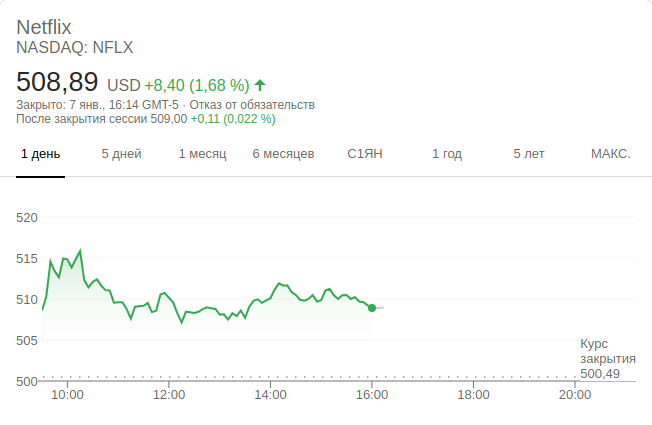 Netflix
NASDAQ: NFLX
508,89 USD +8,40 (1,68 %)
Закрыто: 7 янв., 16:14 GMT-5 · Отказ от обязательств
После закрытия сессии 509,00 +0,11 (0,022 %)
1 день 5 дней 1 месяц 6 месяцев С1ЯН 1 год 5 лет МАКС.
520
515
510
505
500
Курс
закрытия
500,49
10:00 12:00 14:00 16:00 18:00 20:00